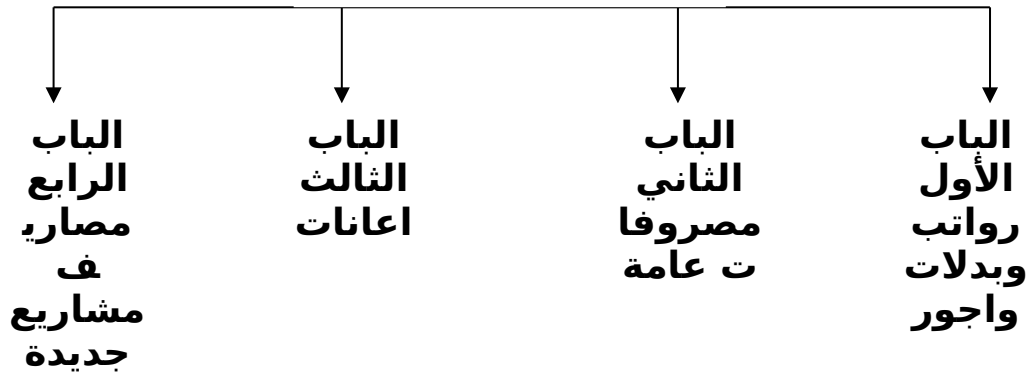 الباب
الأول
رواتب
وبدلات
واجور
الباب
الثاني
مصروفا
ت عامة
الباب
الثالث
اعانات
الباب
الرابع
مصاري
ف
مشاريع
جديدة